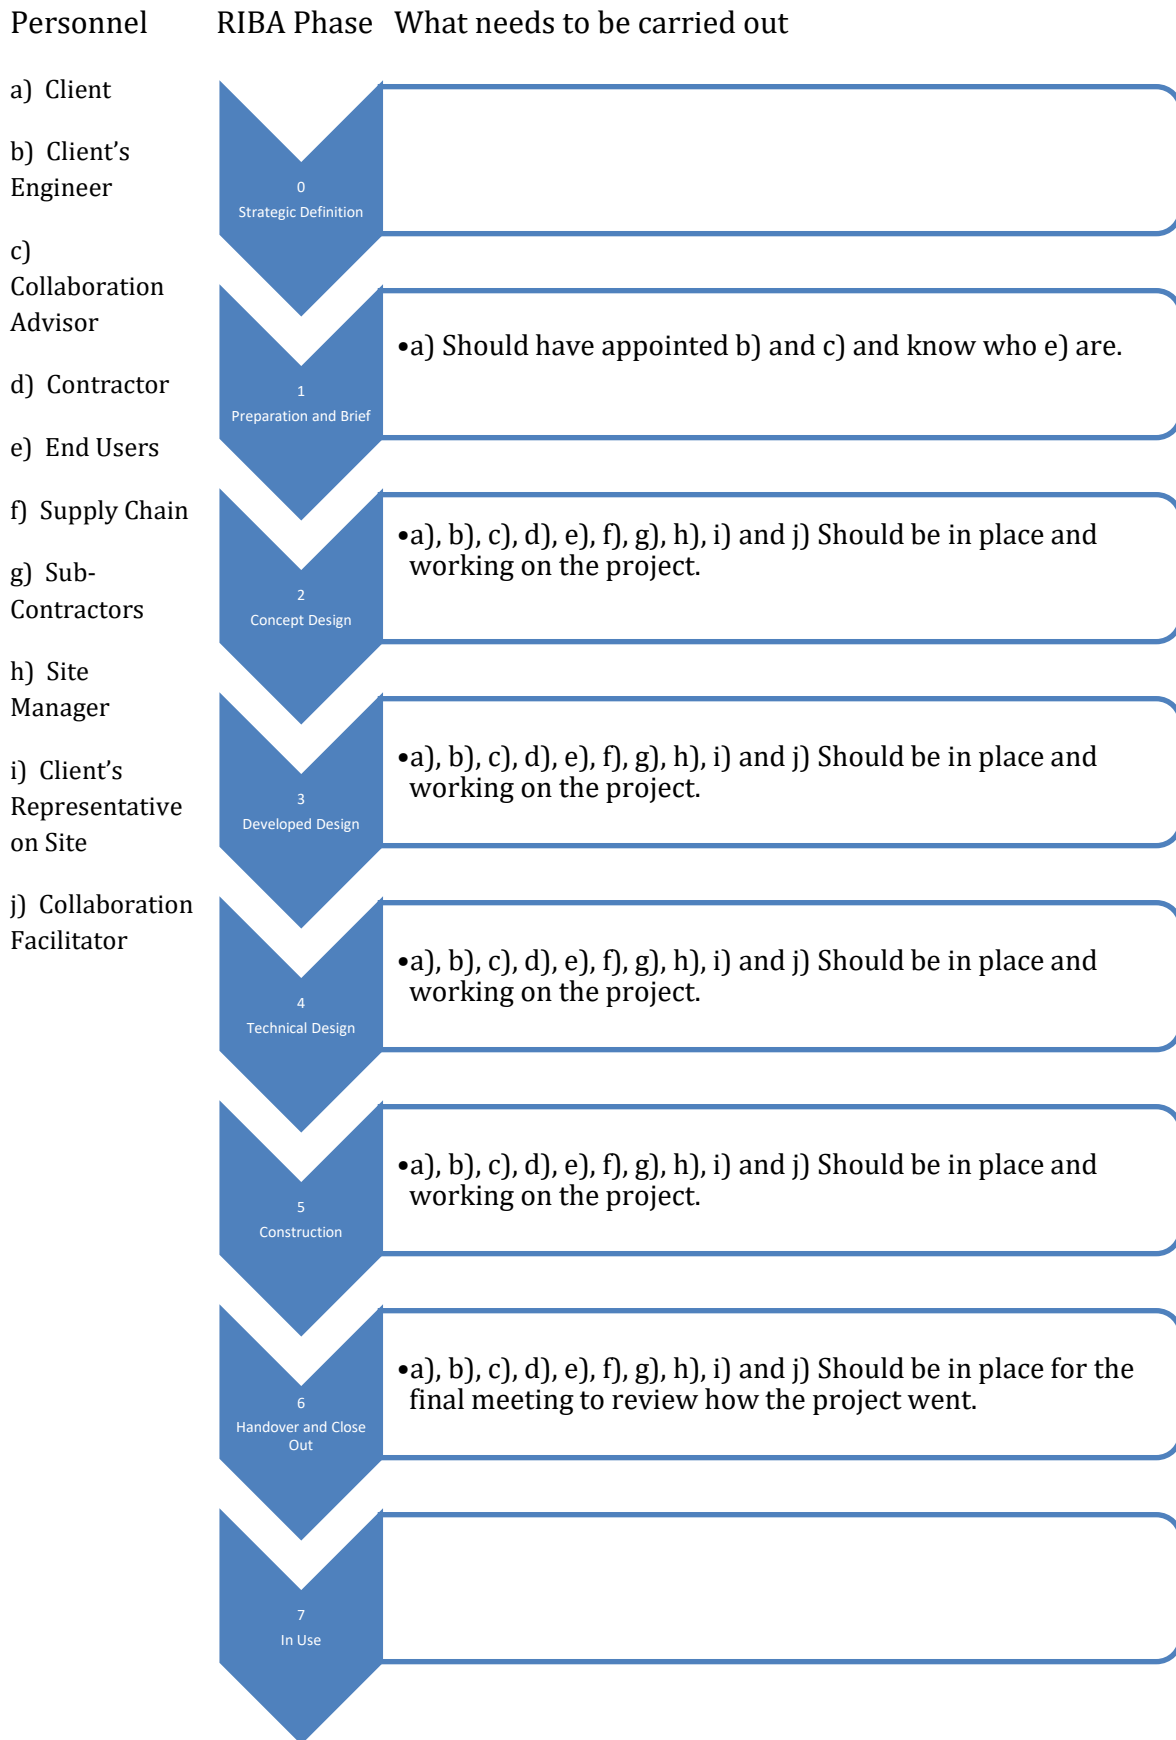 Personnel
RIBA Phase
What needs to be carried out
a) Client
b) Client’s
Engineer
c)
Collaboration
Advisor
d) Contractor
e) End Users
f) Supply Chain
g) Sub-
Contractors
h) Site
Manager
i) Client’s
Representative
on Site
j) Collaboration
Facilitator
0
Strategic Definition
1
Preparation and Brief
•a) Should have appointed b) and c) and know who e) are.
2
Concept Design
•a), b), c), d), e), f), g), h), i) and j) Should be in place and
working on the project.
3
Developed Design
•a), b), c), d), e), f), g), h), i) and j) Should be in place and
working on the project.
4
Technical Design
•a), b), c), d), e), f), g), h), i) and j) Should be in place and
working on the project.
5
Construction
•a), b), c), d), e), f), g), h), i) and j) Should be in place and
working on the project.
6
Handover and Close
Out
•a), b), c), d), e), f), g), h), i) and j) Should be in place for the
final meeting to review how the project went.
7
In Use